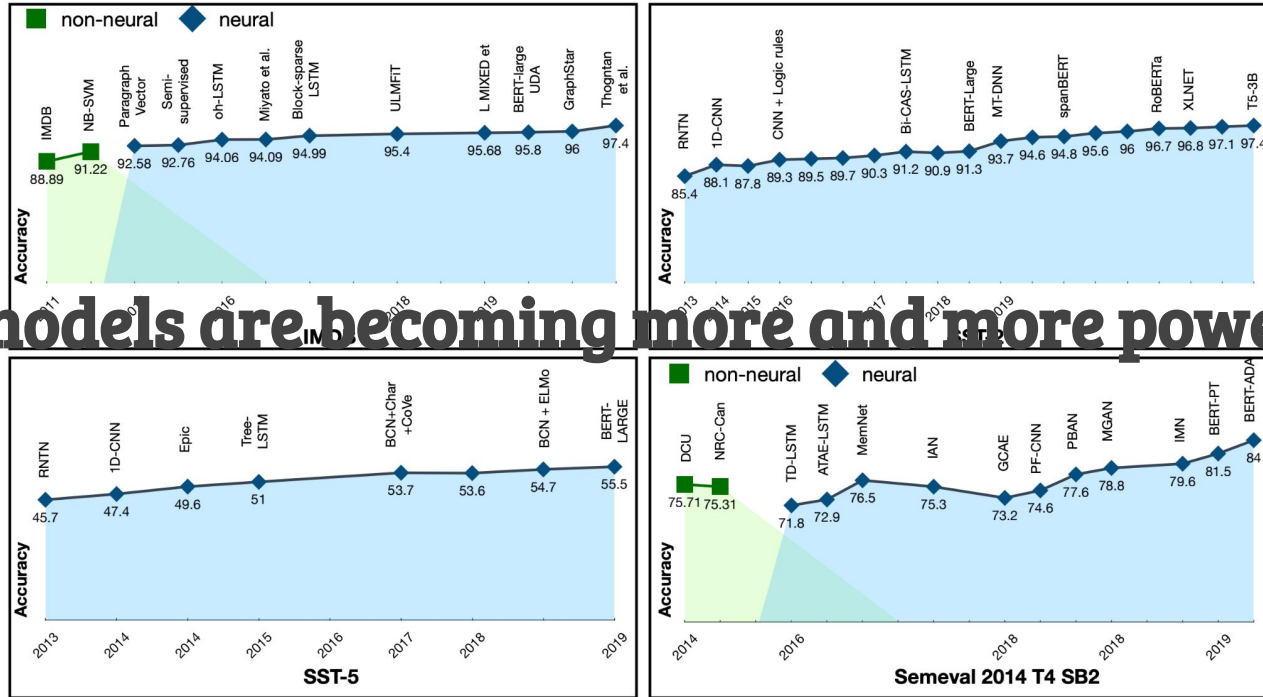 non-neural neural
IMDB
NB-SVM
Paragraph
Vector
Semi-
supervised
oh-LSTM
Miyato et al.
Block-sparse
LSTM
ULMFiT
L MIXED et
BERT-large
UDA
GraphStar
Thogntan
et al.
88.89 91.22 92.58 92.76 94.06 94.09 94.99 95.4 95.68 95.8 96 97.4
Accuracy
2018
RNTN
1D-CNN
CNN + Logic rules
Bi-CAS-LSTM
BERT-Large
MT-DNN
spanBERT
RoBERTa
XLNET
T5-3B
85.4 88.1 87.8 89.3 89.5 89.7 90.3 91.2 90.9 91.3 93.7 94.6 94.8 95.6 96 96.7 96.8 97.1 97.4
Accuracy
2014 2016 2017 2018 2019
models are becoming more and more powe
RNTN
1D-CNN
Epic
Tree-
LSTM
BCN+Char
+CoVe
BCN + ELMo
BERT-
LARGE
45.7 47.4 49.6 51 53.7 53.6 54.7 55.5
Accuracy
2013 2014 2014 2015 2016 2017 2018 2019
SST-5
non-neural neural
DCU
NRC-Can
TD-LSTM
ATAE-LSTM
MemNet
IAN
GCAE
PF-CNN
PBAN
MGAN
IMN
BERT-PT
BERT-ADA
75.71 75.31 71.8 72.9 76.5 75.3 73.2 74.6 77.6 78.8 79.6 81.5 84
Accuracy
2014 2016 2018 2018 2019
Semeval 2014 T4 SB2